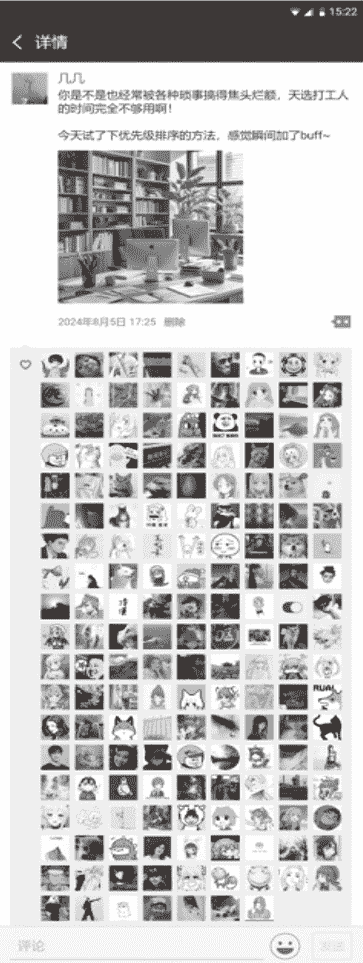 15:22
详情
几几
你是不是也经常被各种琐事搞得焦头烂额，天选打工人
的时间完全不够用啊！
今天试了下优先级排序的方法，感觉瞬间加了buff~
2024年8月5日 17:25 删除
RUA!
评论
发送